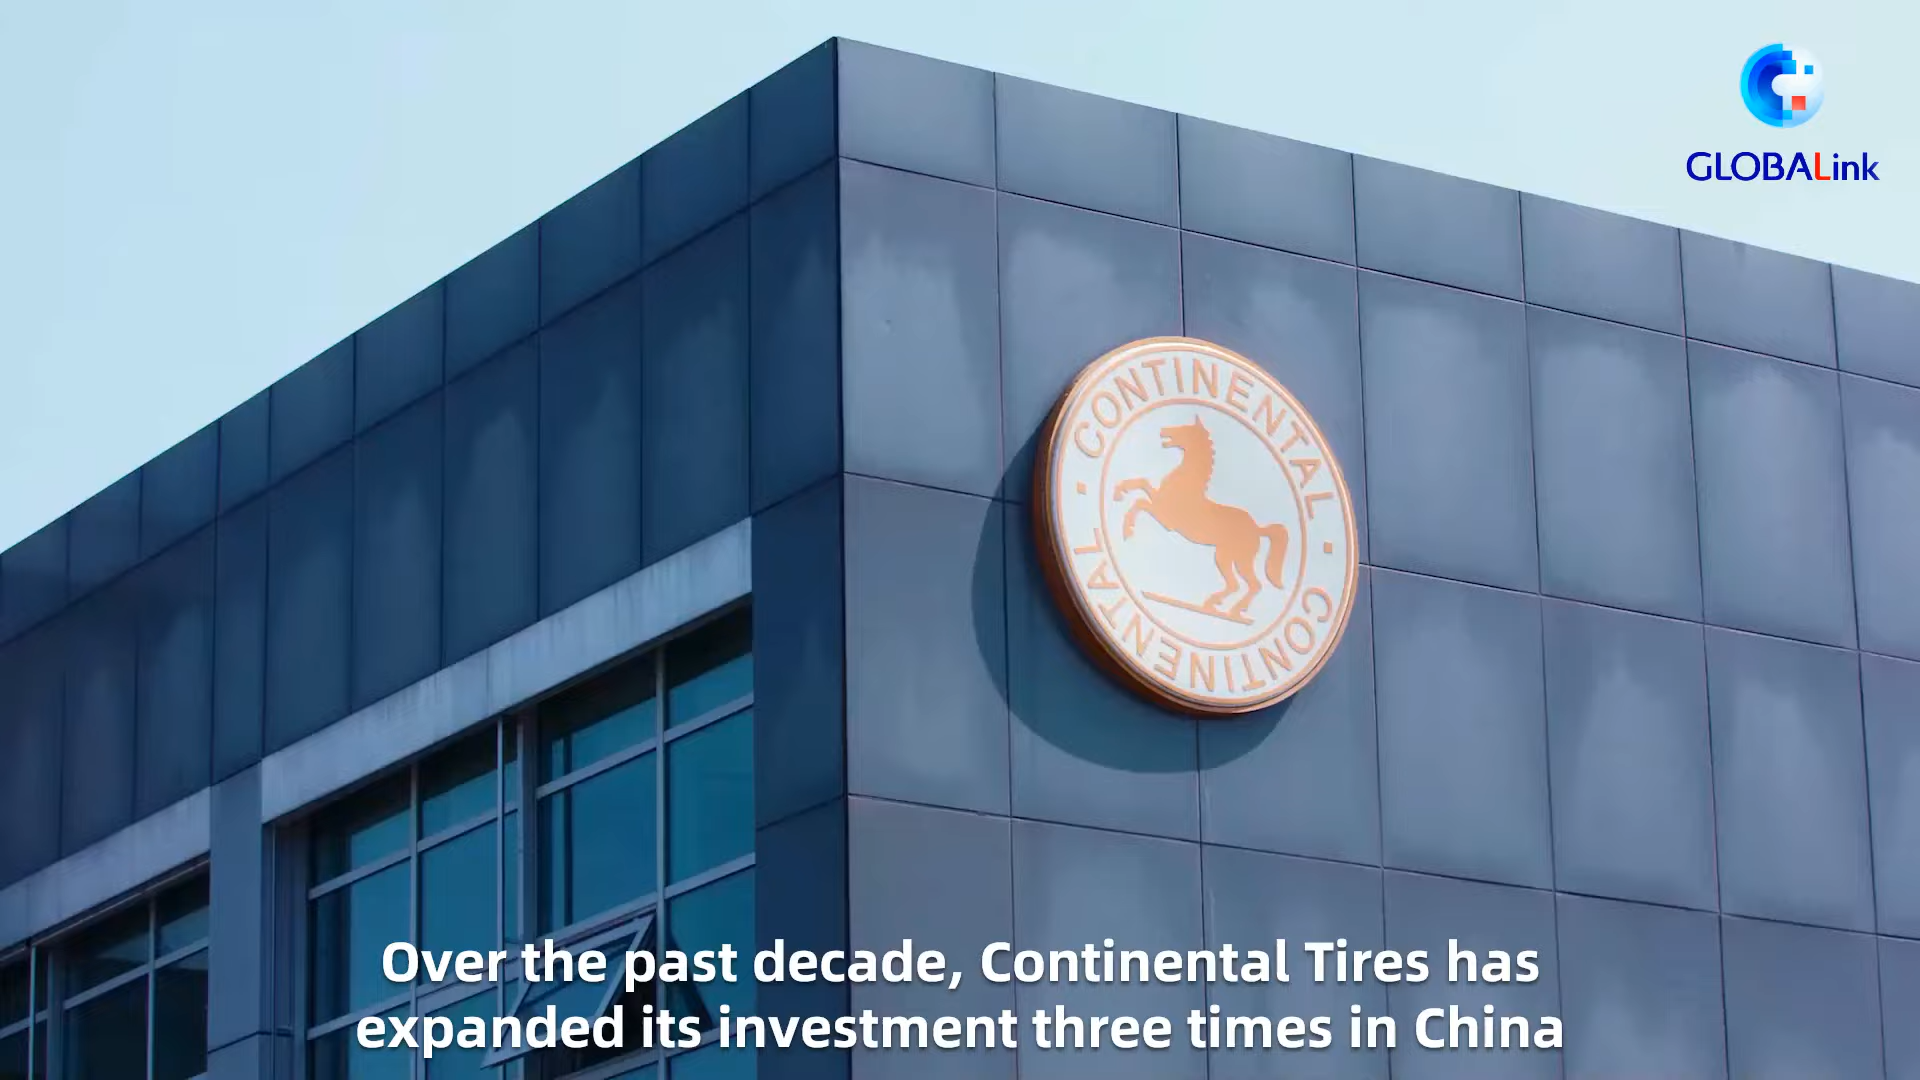 GLOBALink
CONTINENTAL · CONTINENTAL ·
Over the past decade, Continental Tires has
expanded its investment three times in China